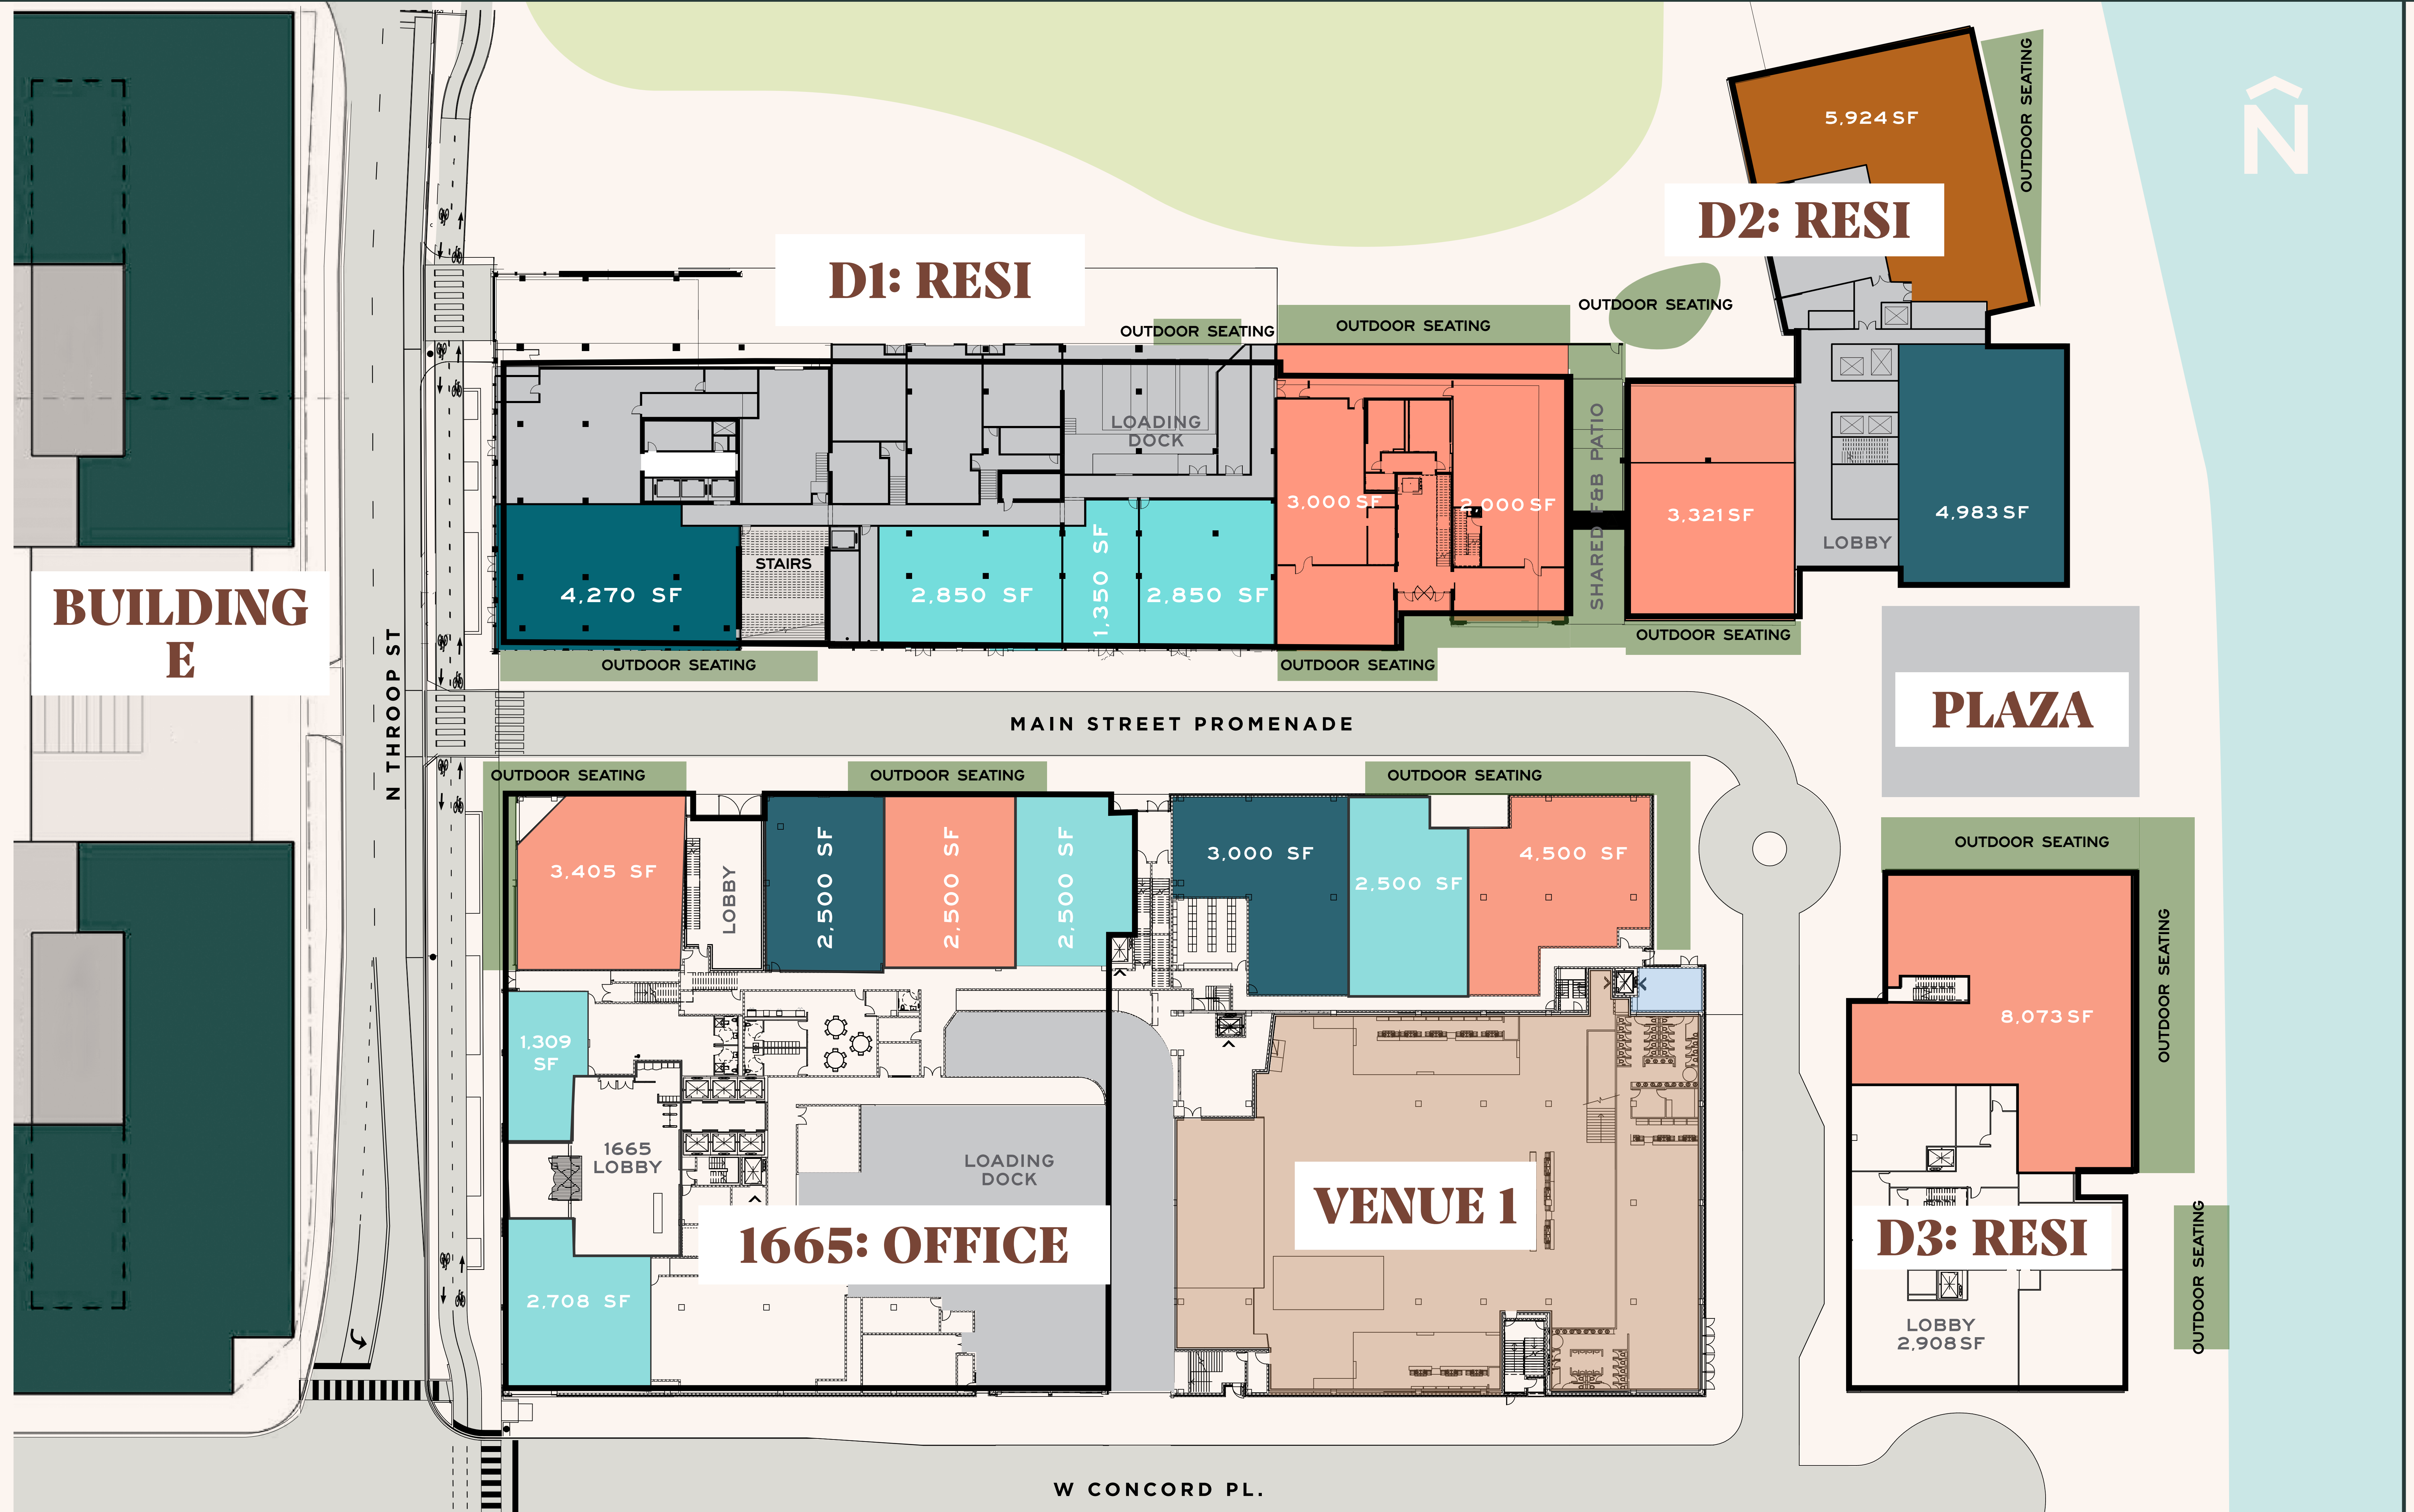 5,924 SF
OUTDOOR SEATING
N
D2: RESI
D1: RESI
OUTDOOR SEATING
OUTDOOR SEATING
OUTDOOR SEATING
LOADING
DOCK
3,000 SF
2,000 SF
SHARED F&B PATIO
3,321 SF
LOBBY
4,983 SF
STAIRS
4,270 SF
2,850 SF
1,350 SF
2,850 SF
BUILDING
E
N THROOP ST
OUTDOOR SEATING
OUTDOOR SEATING
OUTDOOR SEATING
PLAZA
MAIN STREET PROMENADE
OUTDOOR SEATING
OUTDOOR SEATING
OUTDOOR SEATING
OUTDOOR SEATING
3,405 SF
LOBBY
2,500 SF
2,500 SF
2,500 SF
3,000 SF
2,500 SF
4,500 SF
OUTDOOR SEATING
8,073 SF
1,309
SF
1665
LOBBY
LOADING
DOCK
1665: OFFICE
VENUE 1
D3: RESI
OUTDOOR SEATING
2,708 SF
LOBBY
2,908 SF
W CONCORD PL.